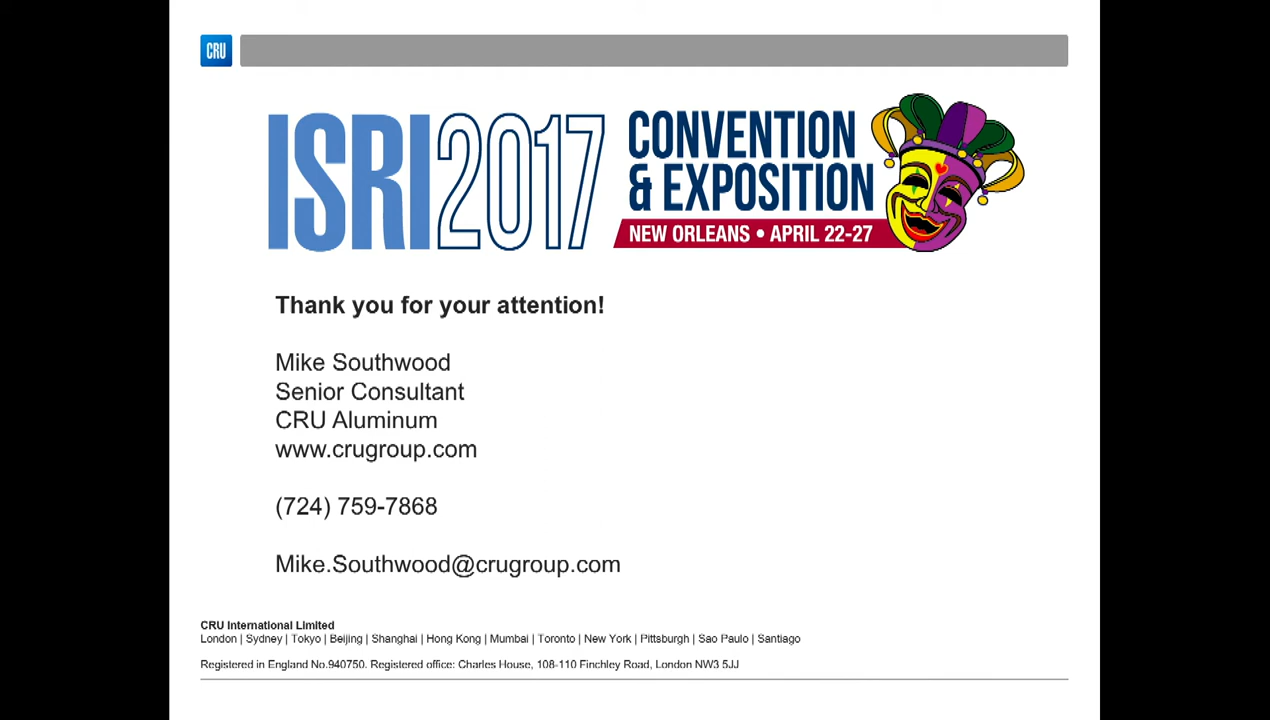 CRU
ISRI2017
CONVENTION
& EXPOSITION
NEW ORLEANS • APRIL 22-27
Thank you for your attention!
Mike Southwood
Senior Consultant
CRU Aluminum
www.crugroup.com
(724) 759-7868
Mike.Southwood@crugroup.com
CRU International Limited
London | Sydney | Tokyo | Beijing | Shanghai | Hong Kong | Mumbai | Toronto | New York | Pittsburgh | Sao Paulo | Santiago
Registered in England No.940750. Registered office: Charles House, 108-110 Finchley Road, London NW3 5JJ